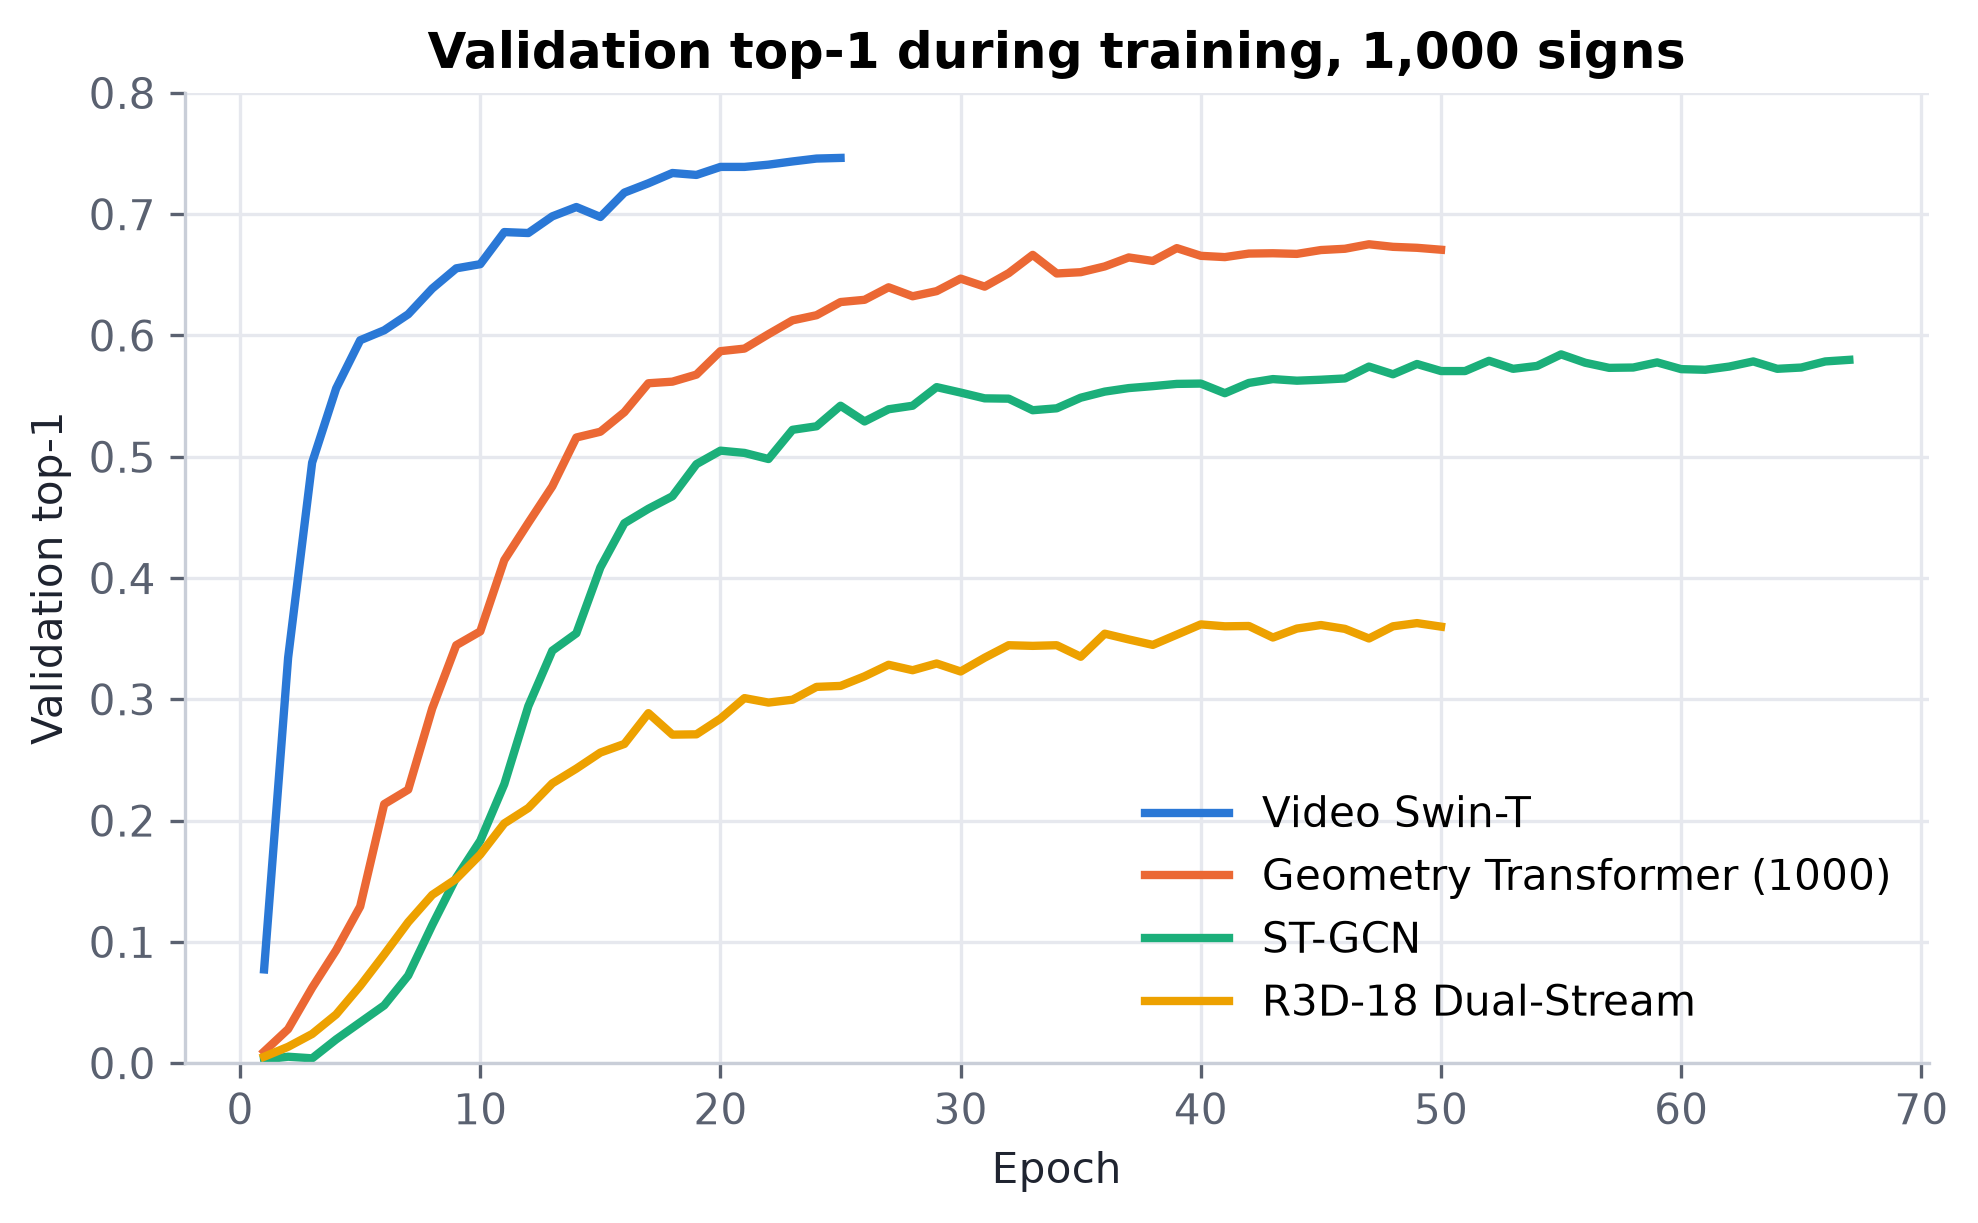 Validation top-1 during training, 1,000 signs
0.8
0.7
0.6
0.5
0.4
0.3
0.2
0.1
0.0
Validation top-1
Video Swin-T
Geometry Transformer (1000)
ST-GCN
R3D-18 Dual-Stream
0 10 20 30 40 50 60 70
Epoch